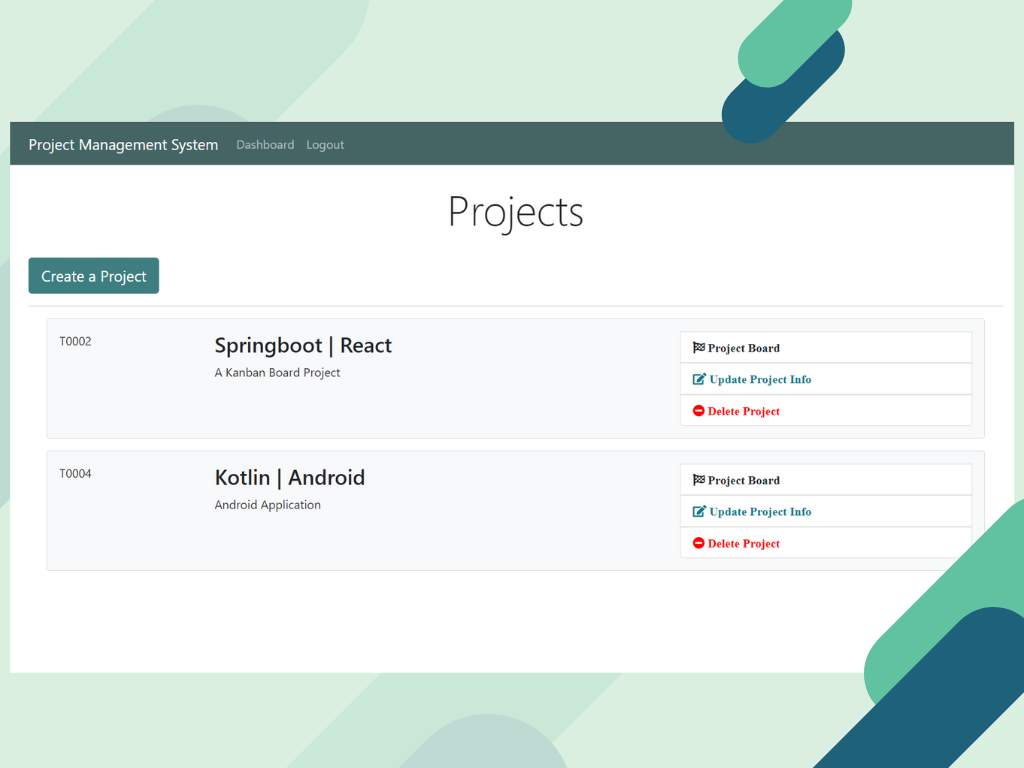 Project Management System Dashboard Logout
Projects
Create a Project
T0002
Springboot | React
A Kanban Board Project
Project Board
Update Project Info
Delete Project
T0004
Kotlin | Android
Android Application
Project Board
Update Project Info
Delete Project